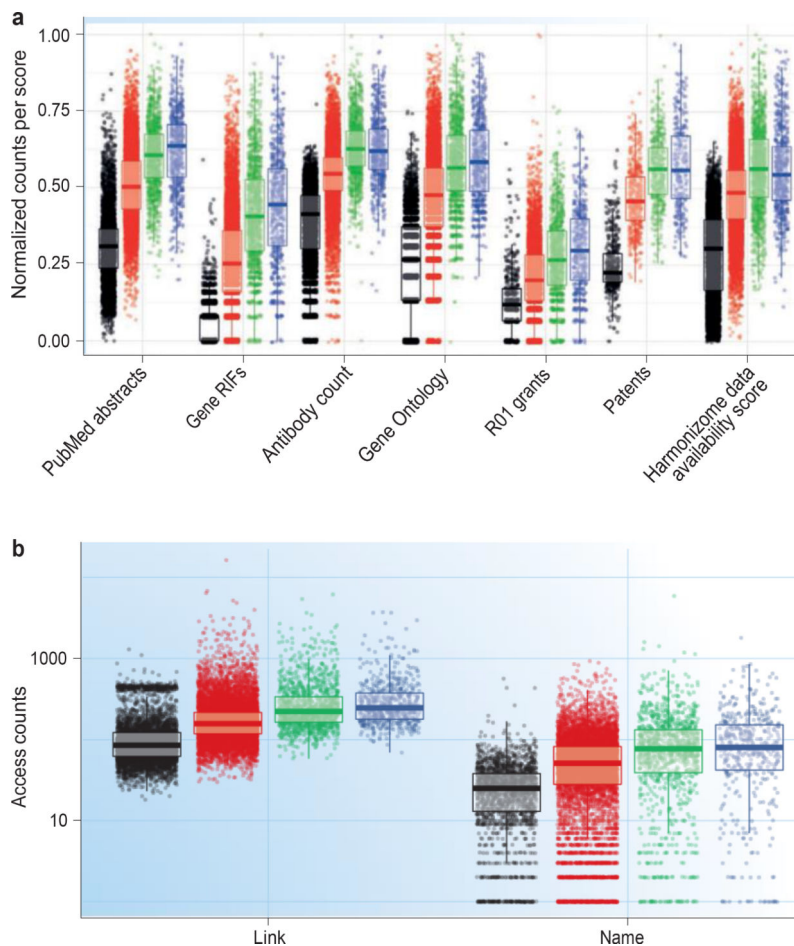 a
Normalized counts per score
1.00
0.75
0.50
0.25
0.00
PubMed abstracts
Gene RIFs
Antibody count
Gene Ontology
R01 grants
Patents
Harmonizome data
availability score
b
Access counts
1000
10
Link
Name